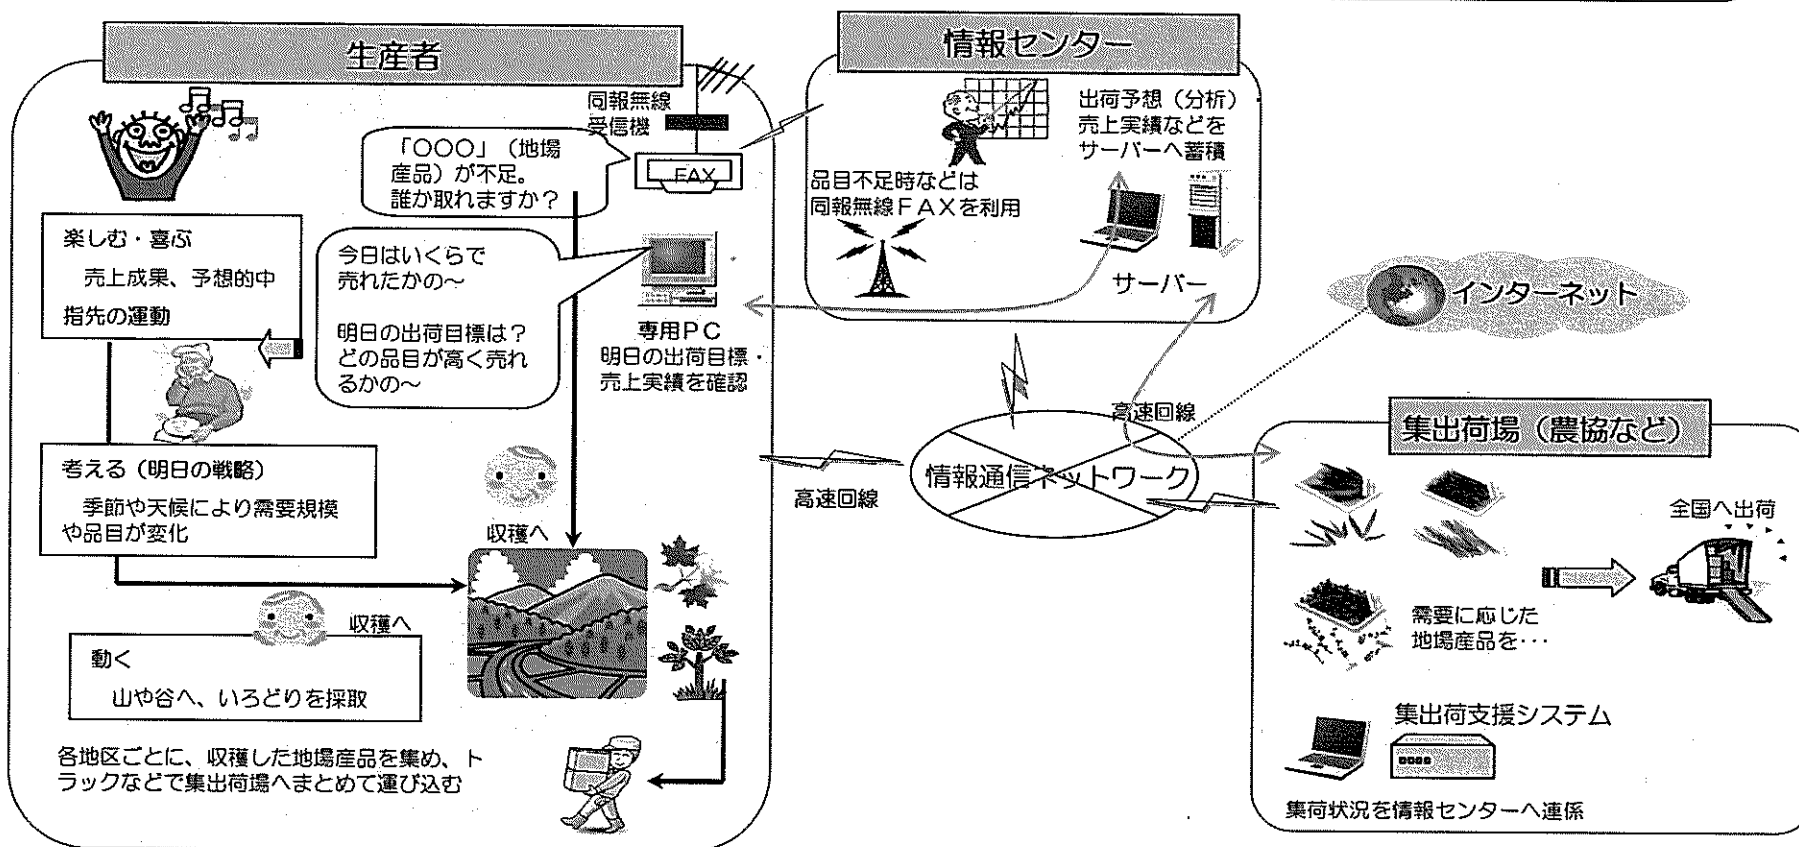 生産者
同報無線
受信機
「〇〇〇」(地場
産品)が不足。
誰か取れますか?
FAX
楽しむ・喜ぶ
売上成果、予想的中
指先の運動
今日はいくらで
売れたかの~
明日の出荷目標は?
どの品目が高く売れ
るかの~
専用PC
明日の出荷目標・
売上実績を確認
考える(明日の戦略)
季節や天候により需要規模
や品目が変化
収穫へ
収穫へ
動く
山や谷へ、いろどりを採取
各地区ごとに、収穫した地場産品を集め、ト
ラックなどで集出荷場へまとめて運び込む
情報センター
出荷予想(分析)
売上実績などを
サーバーへ蓄積
品目不足時などは
同報無線FAXを利用
サーバー
インターネット
高速回線
情報通信ネットワーク
高速回線
集出荷場(農協など)
全国へ出荷
需要に応じた
地場産品を・・・
集出荷支援システム
集荷状況を情報センターへ連係